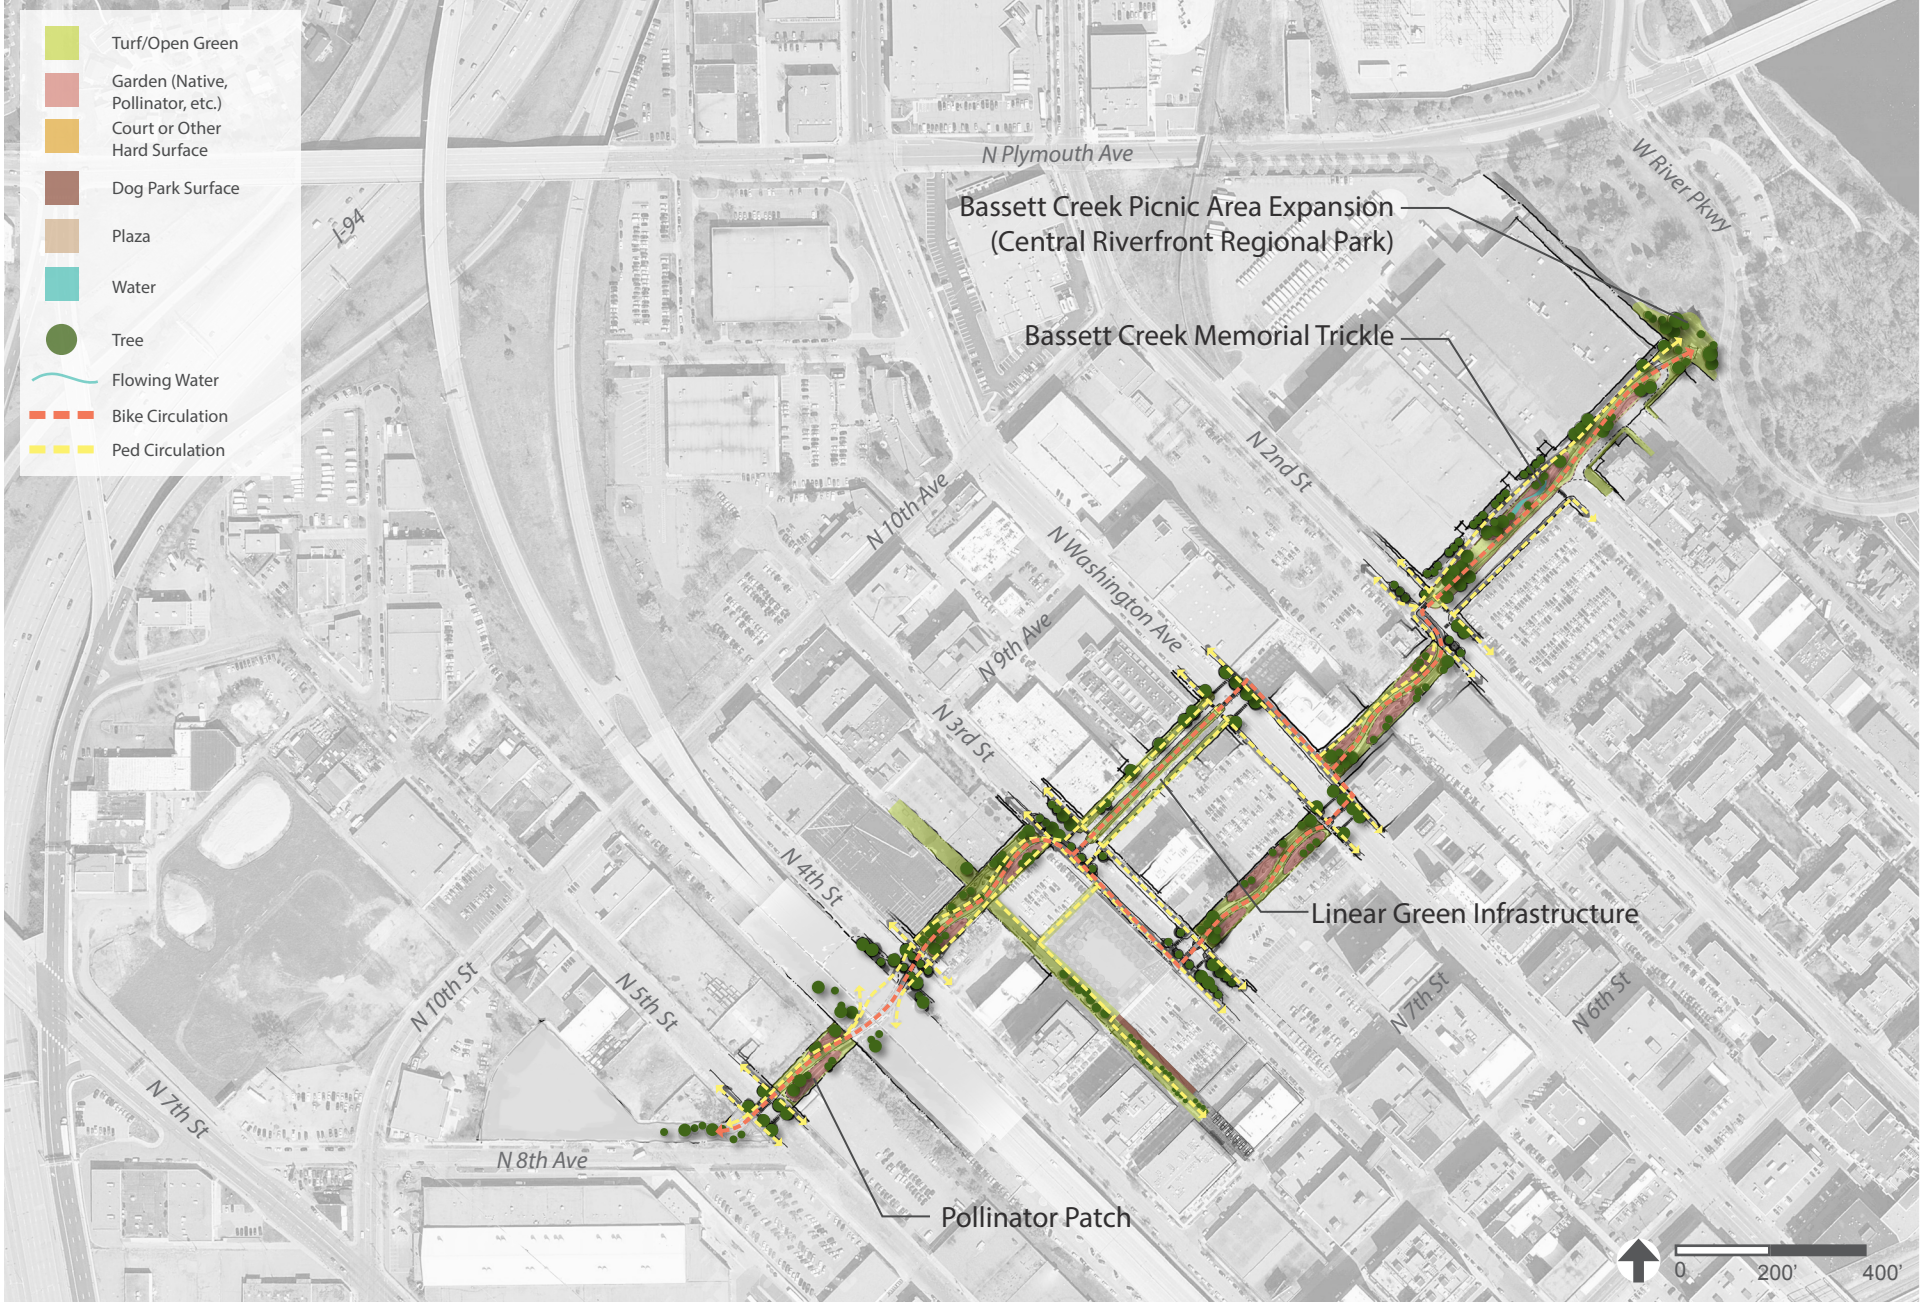 Turf/Open Green
Garden (Native,
Pollinator, etc.)
Court or Other
Hard Surface
Dog Park Surface
Plaza
Water
Tree
Flowing Water
Bike Circulation
Ped Circulation
I-94
N Plymouth Ave
W River Pkwy
Bassett Creek Picnic Area Expansion
(Central Riverfront Regional Park)
Bassett Creek Memorial Trickle
N 2nd St
N 10th Ave
N Washington Ave
N 9th Ave
N 3rd St
N 4th St
Linear Green Infrastructure
N 5th St
N 10th St
N 7th St
N 6th St
N 7th St
N 8th Ave
Pollinator Patch
0 200' 400'